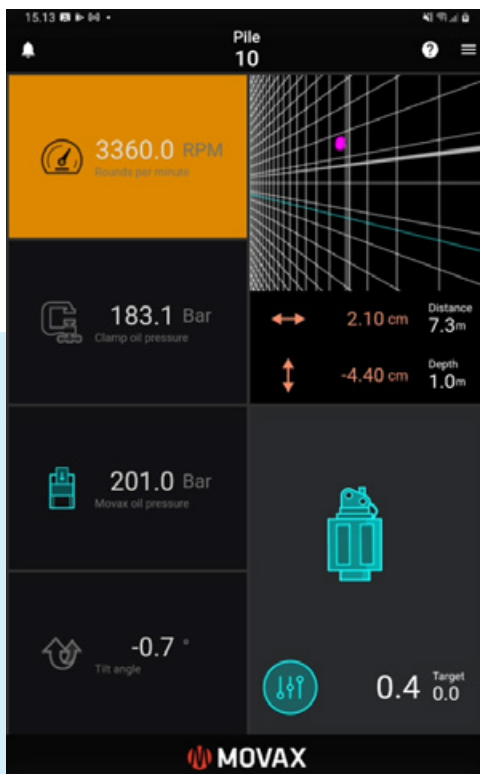 15.13
Pile
10
3360.0 RPM
Rounds per minute
183.1 Bar
Clamp oil pressure
2.10 cm
Distance
7.3m
-4.40 cm
Depth
1.0m
201.0 Bar
Movax oil pressure
-0.7 °
Tilt angle
0.4
Target
0.0
MOVAX